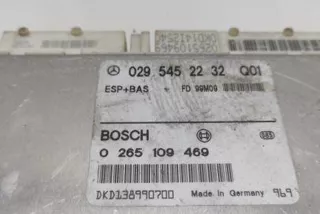 029 545 22 32 Q01
ESP+BAS FD 99M09
BOSCH
0 265 109 469
DKD138990700 Made in Germany 969